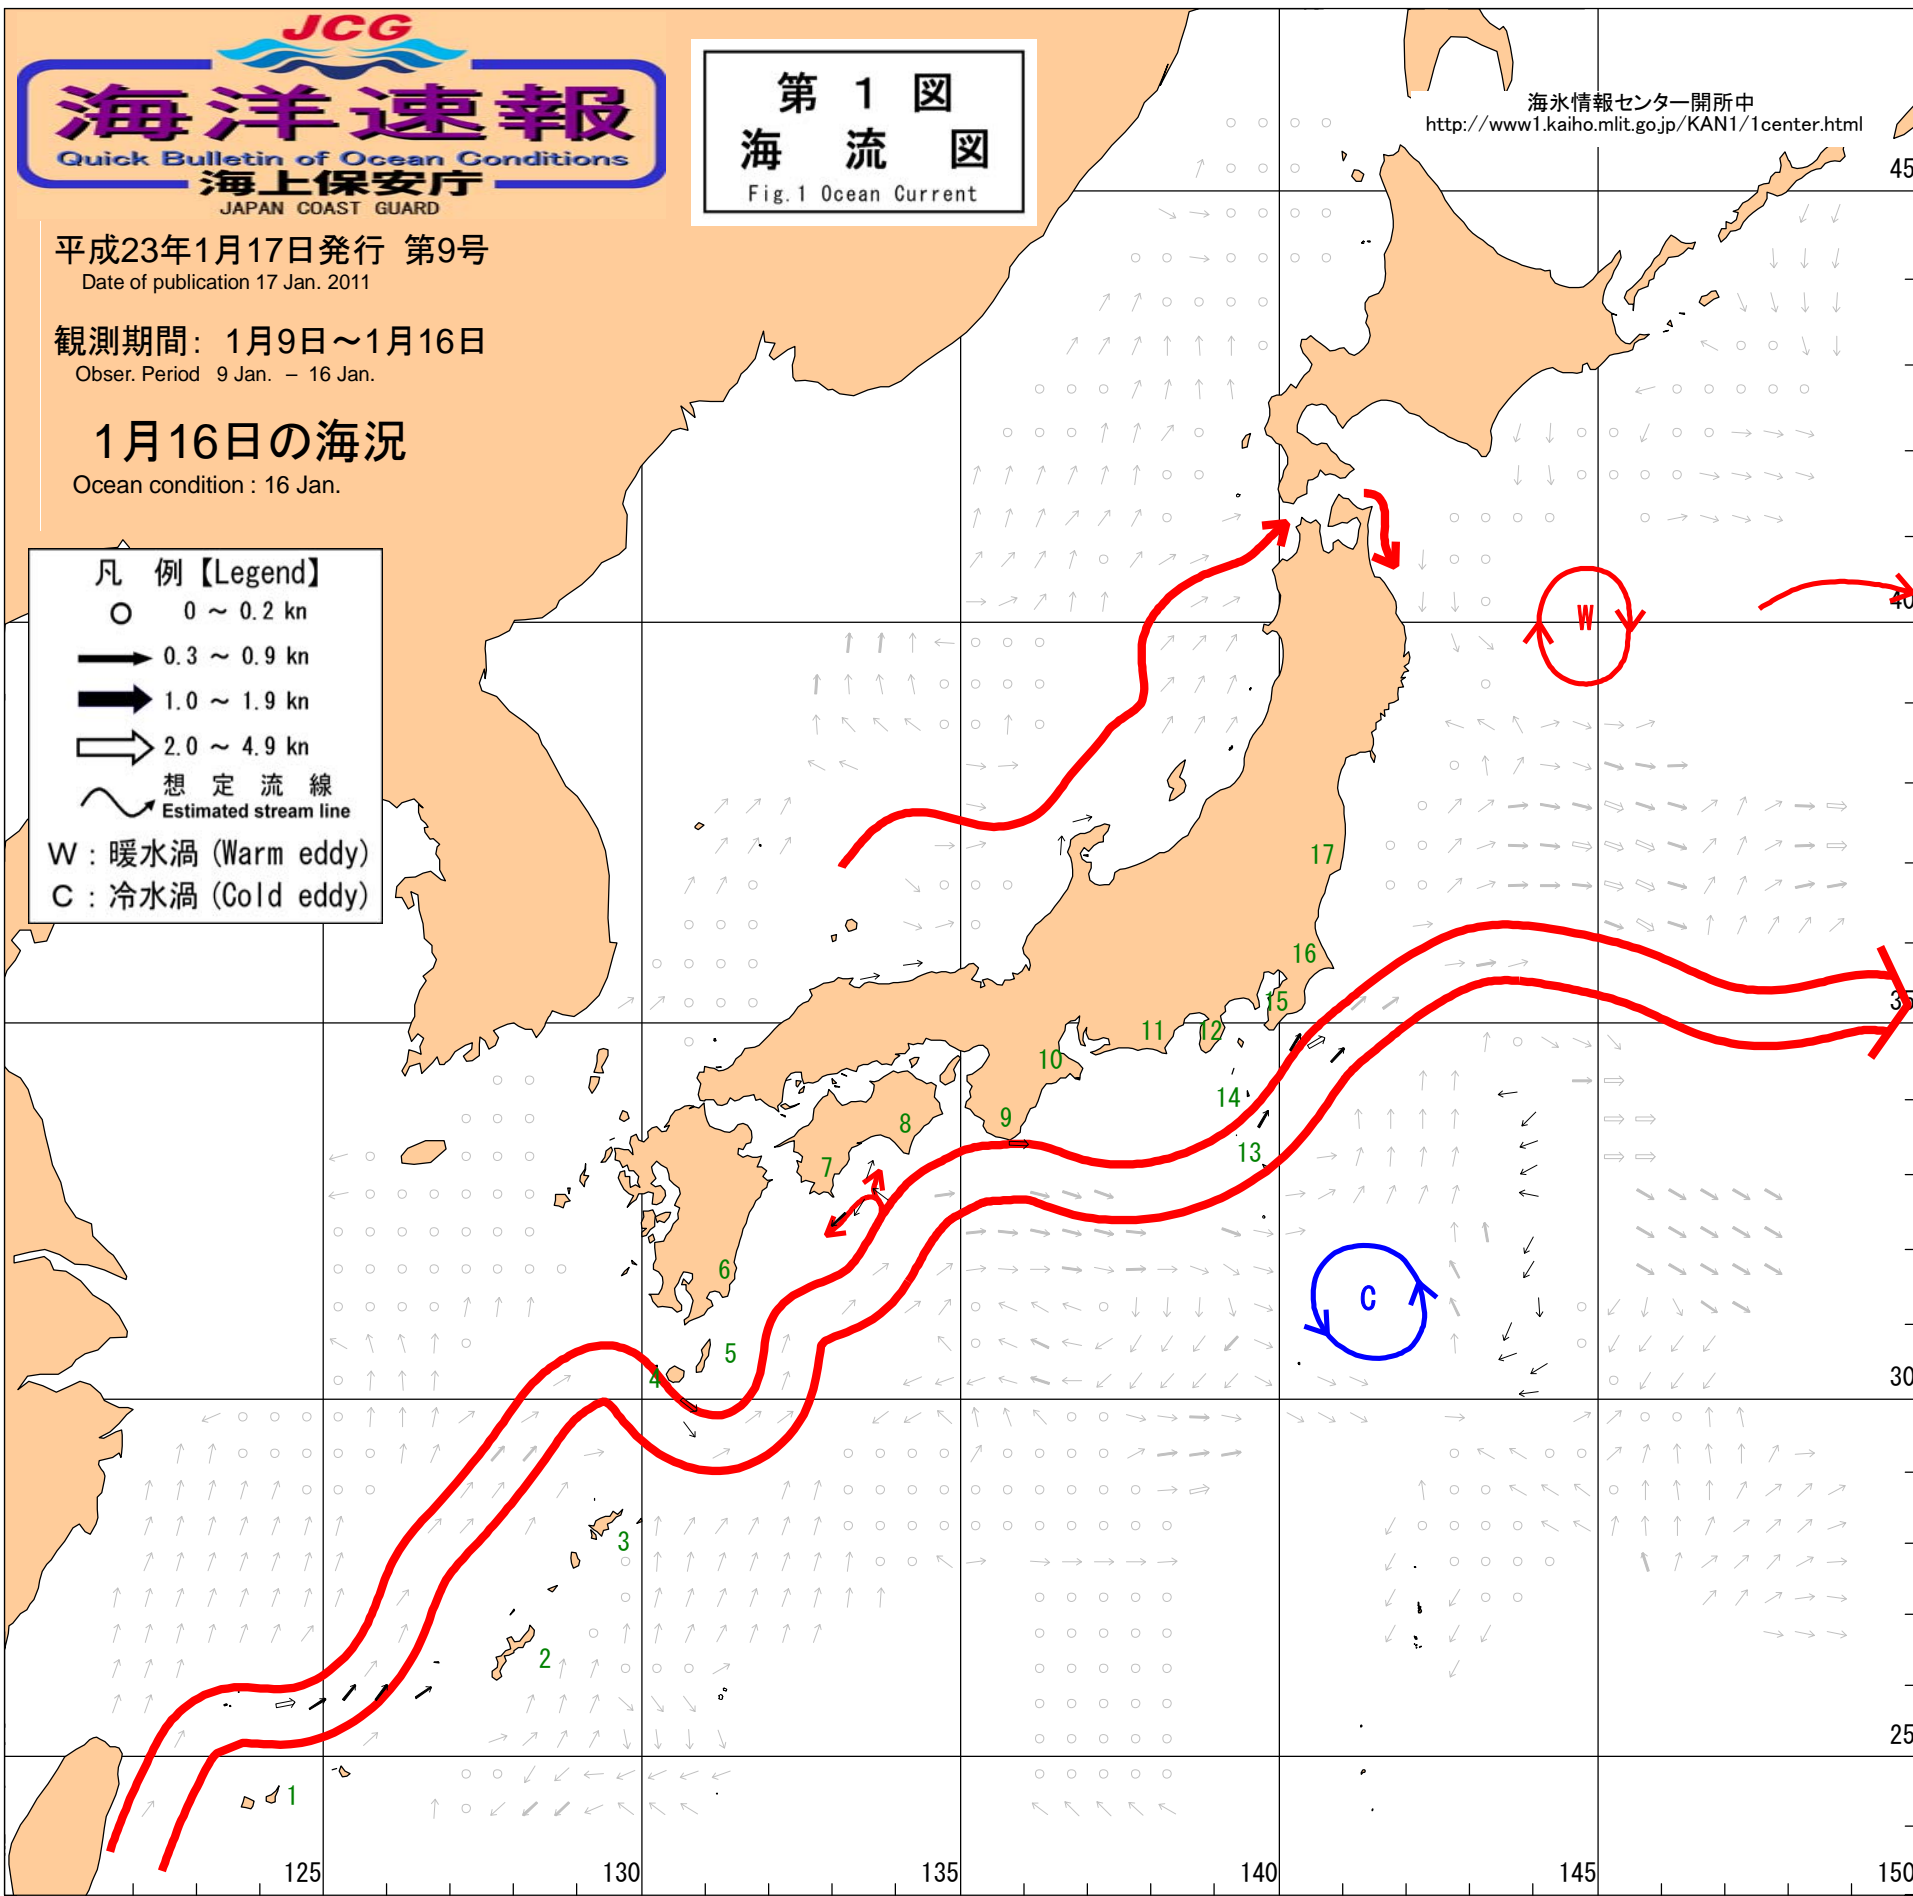 JCG
海洋速報
Quick Bulletin of Ocean Conditions
海上保安庁
JAPAN COAST GUARD
第 1 図
海 流 図
Fig.1 Ocean Current
海氷情報センター開所中
http://www1.kaiho.mlit.go.jp/KAN1/1center.html
平成23年1月17日発行 第9号
Date of publication 17 Jan. 2011
観測期間： 1月9日～1月16日
Obser. Period 9 Jan. – 16 Jan.
1月16日の海況
Ocean condition : 16 Jan.
凡 例【Legend】
0 ～ 0.2 kn
0.3 ～ 0.9 kn
1.0 ～ 1.9 kn
2.0 ～ 4.9 kn
想 定 流 線
Estimated stream line
W : 暖水渦 (Warm eddy)
C : 冷水渦 (Cold eddy)
45
40
W
17
16
35
15
12
11
10
14
9
8
13
7
6
C
5
4
30
3
2
25
1
125
130
135
140
145
150